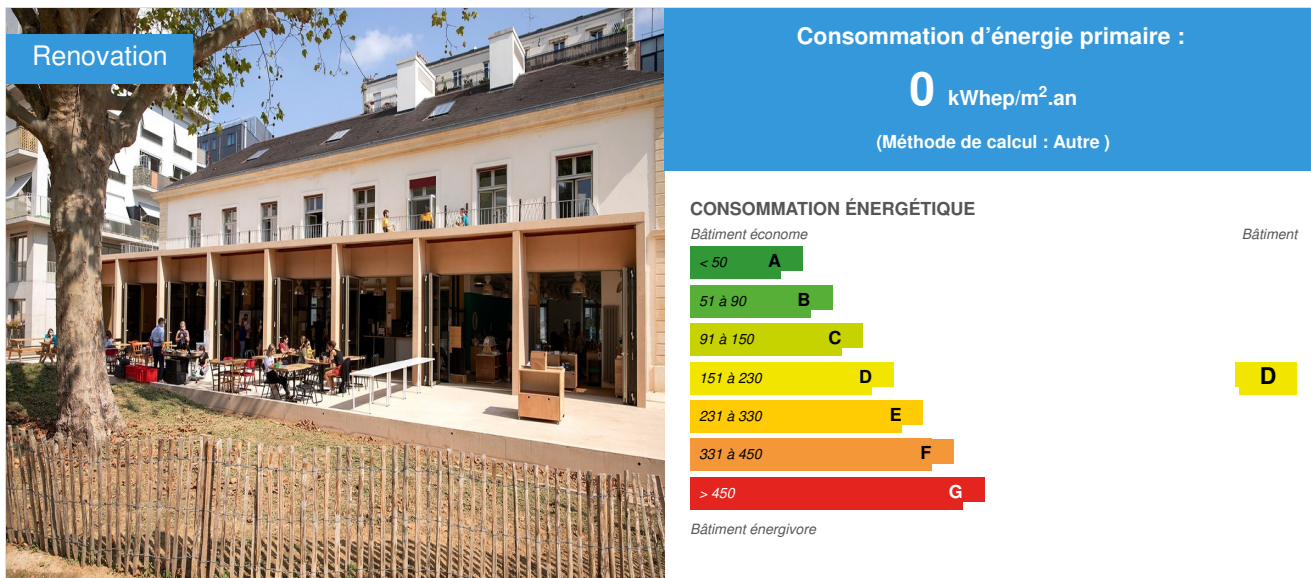 Renovation
Consommation d'énergie primaire :
0 kWhep/m².an
(Méthode de calcul : Autre )
CONSOMMATION ÉNERGÉTIQUE
Bâtiment économe
Bâtiment
< 50 A
51 à 90 B
91 à 150 C
151 à 230 D
D
231 à 330 E
331 à 450 F
> 450 G
Bâtiment énergivore